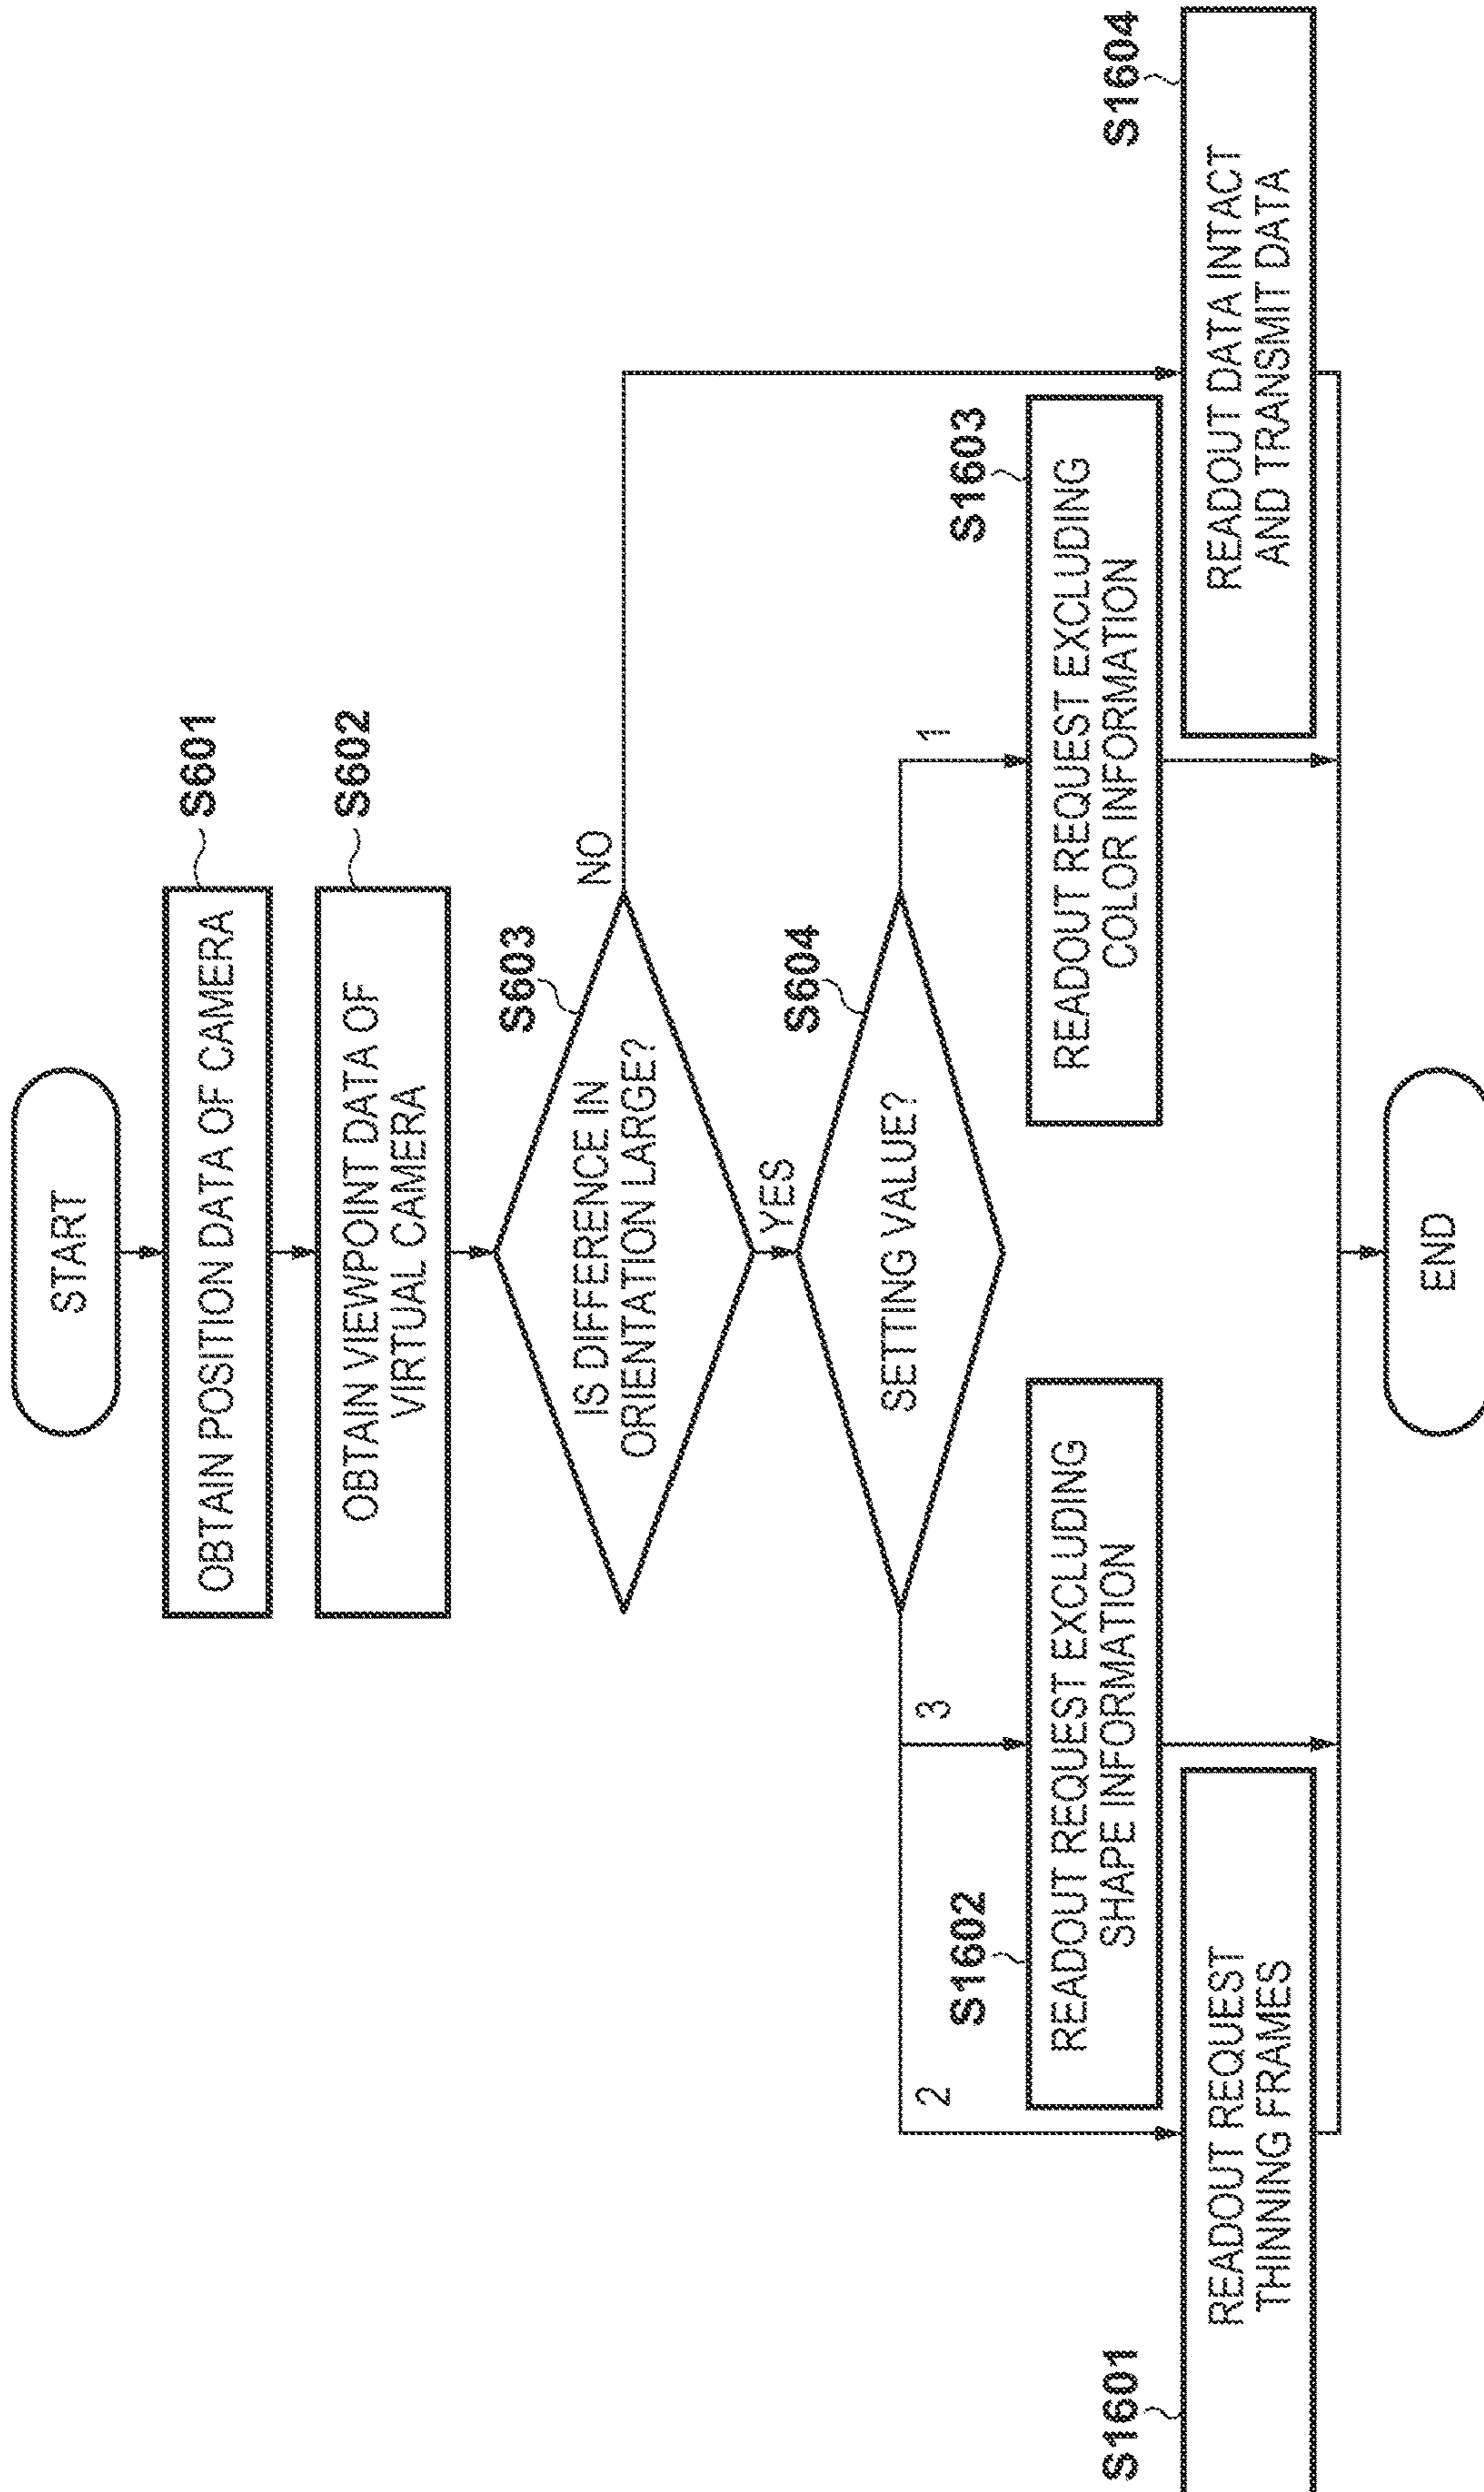 START
OBTAIN POSITION DATA OF CAMERA
S601
OBTAIN VIEWPOINT DATA OF
VIRTUAL CAMERA
S602
IS DIFFERENCE IN
ORIENTATION LARGE?
S603
NO
YES
SETTING VALUE?
S604
2
3
1
S1602
READOUT REQUEST EXCLUDING
SHAPE INFORMATION
READOUT REQUEST EXCLUDING
COLOR INFORMATION
S1603
S1601
READOUT REQUEST
THINNING FRAMES
READOUT DATA INTACT
AND TRANSMIT DATA
S1604
END